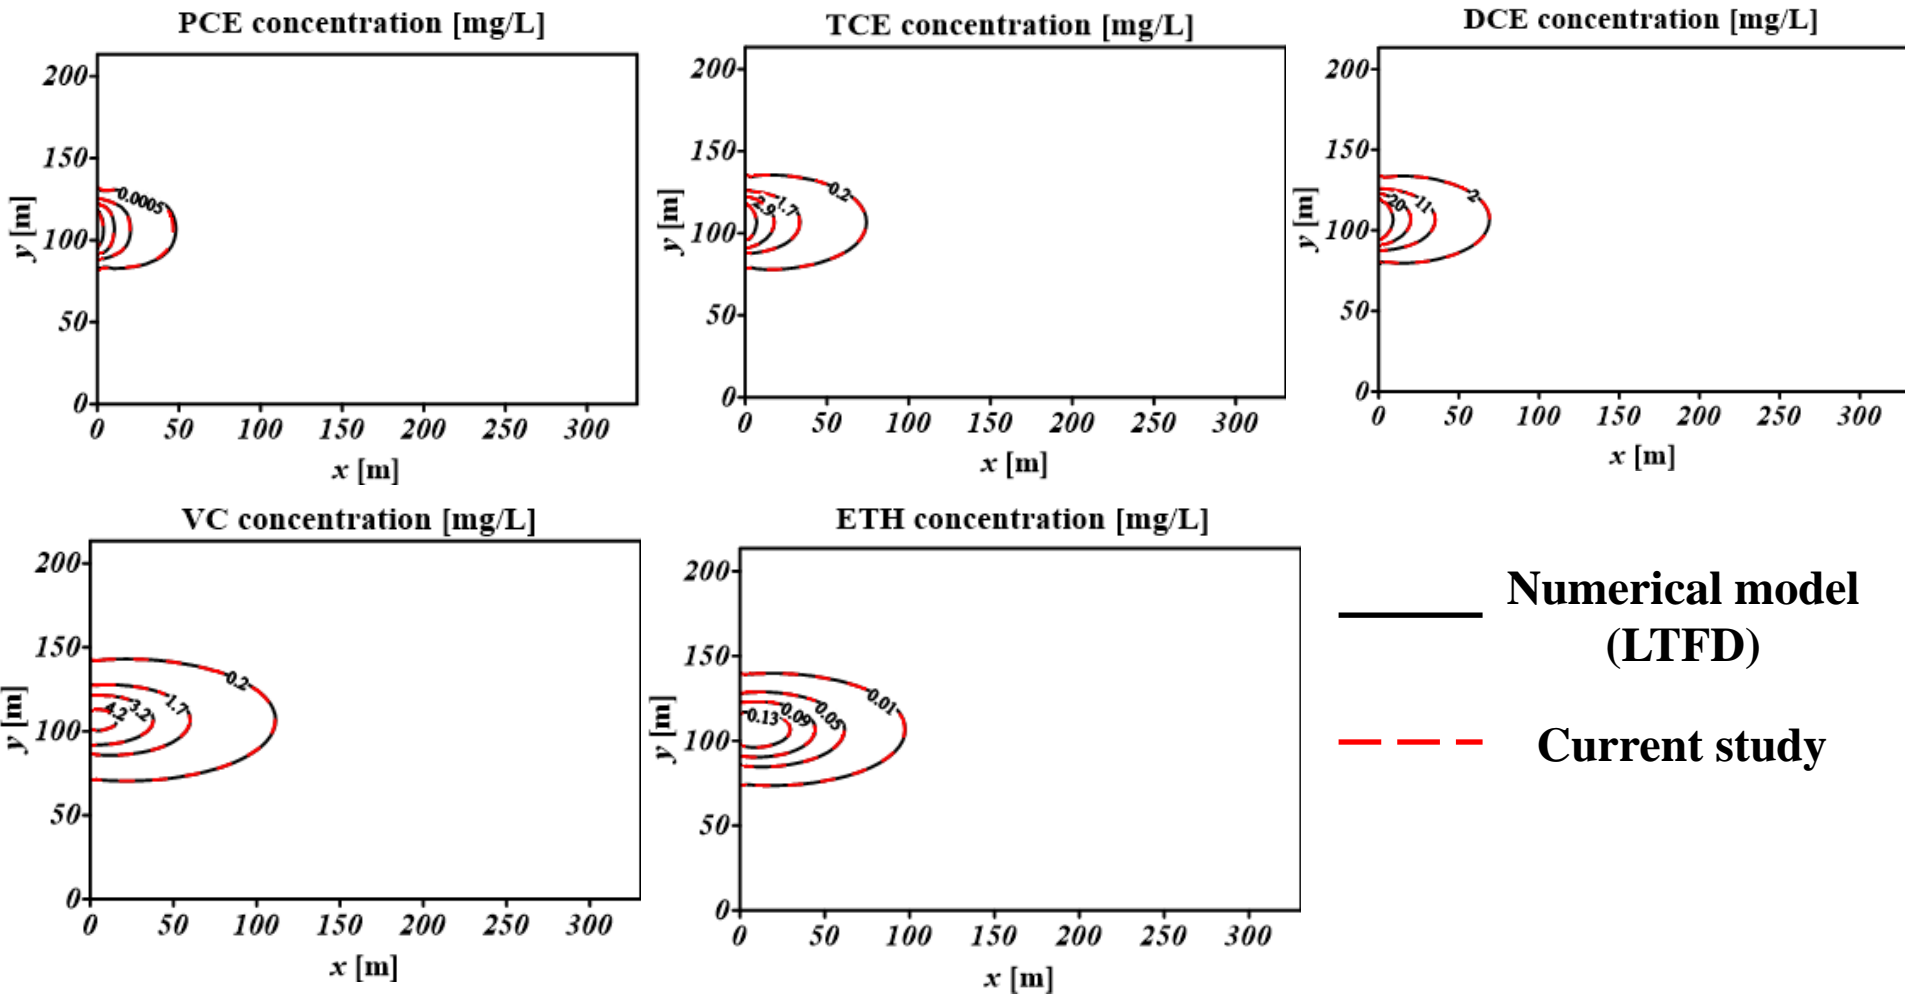 PCE concentration [mg/L]
200
150
100
50
0
0.0005
0 50 100 150 200 250 300
y [m]
x [m]
TCE concentration [mg/L]
200
150
100
50
0
2.9 1.7 0.2
0 50 100 150 200 250 300
y [m]
x [m]
DCE concentration [mg/L]
200
150
100
50
0
20 11 2
0 50 100 150 200 250 300
y [m]
x [m]
VC concentration [mg/L]
200
150
100
50
0
4.2 3.2 1.7 0.2
0 50 100 150 200 250 300
y [m]
x [m]
ETH concentration [mg/L]
200
150
100
50
0
0.13 0.09 0.05 0.01
0 50 100 150 200 250 300
y [m]
x [m]
Numerical model
(LTFD)
Current study